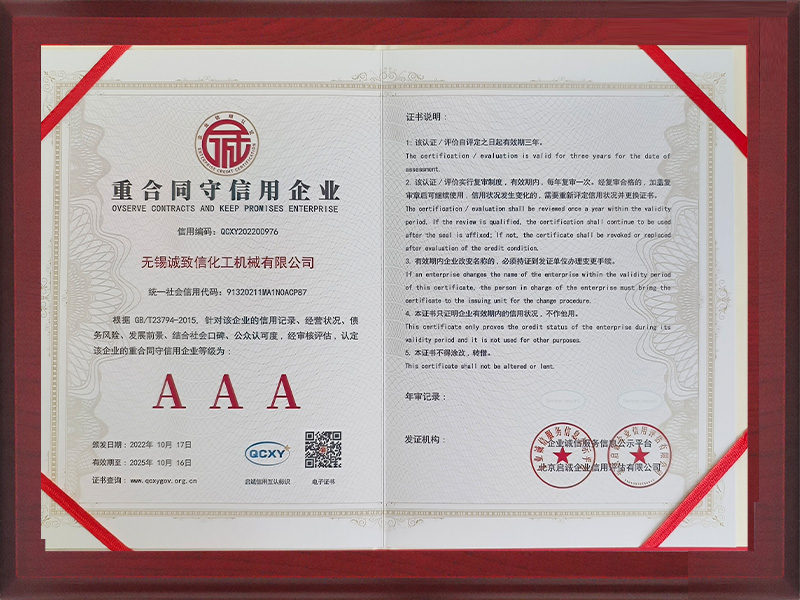 ENTERPRISE CREDIT CERTIFICATION
重合同守信用企业
OVSERVE CONTRACTS AND KEEP PROMISES ENTERPRISE
信用编码：QCXY202200976
无锡诚致信化工机械有限公司
统一社会信用代码：91320211MA1N0ACP87
根据 GB/T23794-2015，针对该企业的信用记录、经营状况、债
务风险、发展前景、结合社会口碑、公众认可度，经审核评估，认定
该企业的重合同守信用企业等级为：
AAA
颁发日期：2022年 10月 17日
有效期至：2025年 10月 16日
证书查询：www.qcxygov.org.cn
QCXY
启诚信用互认标识
电子证书
证书说明：
1：该认证／评价自评定之日起有效期三年。
The certification / evaluation is valid for three years for the date of
assessment.
2．该认证／评价实行复审制度，有效期内，每年复审一次。经复审合格的，加盖复
审章后可继续使用，信用状况发生变化的，需要重新评定信用状况并更换证书。
The certification / evaluation shall be reviewed once a year within the validity
period. If the review is qualified, the certification shall continue to be used
after the seal is affixed; If not, the certificate shall be revoked or replaced
after evaluation of the credit condition.
3．有效期内企业改变名称的，必须持证到发证单位办理变更手续。
If an enterprise changes the name of the enterprise within the validity period
of this certificate, the person in charge of the enterprise must bring the
certificate to the issuing unit for the change procedure.
4．本证书只证明企业有效期内的信用状况，不作他用。
This certificate only proves the credit status of the enterprise during its
validity period and it is not used for other purposes.
5．本证书不得涂改，转借。
This certificate shall not be altered or lent.
年审记录：
发证机构：
企业诚信服务信息公示平台
北京启诚企业信用评估有限公司